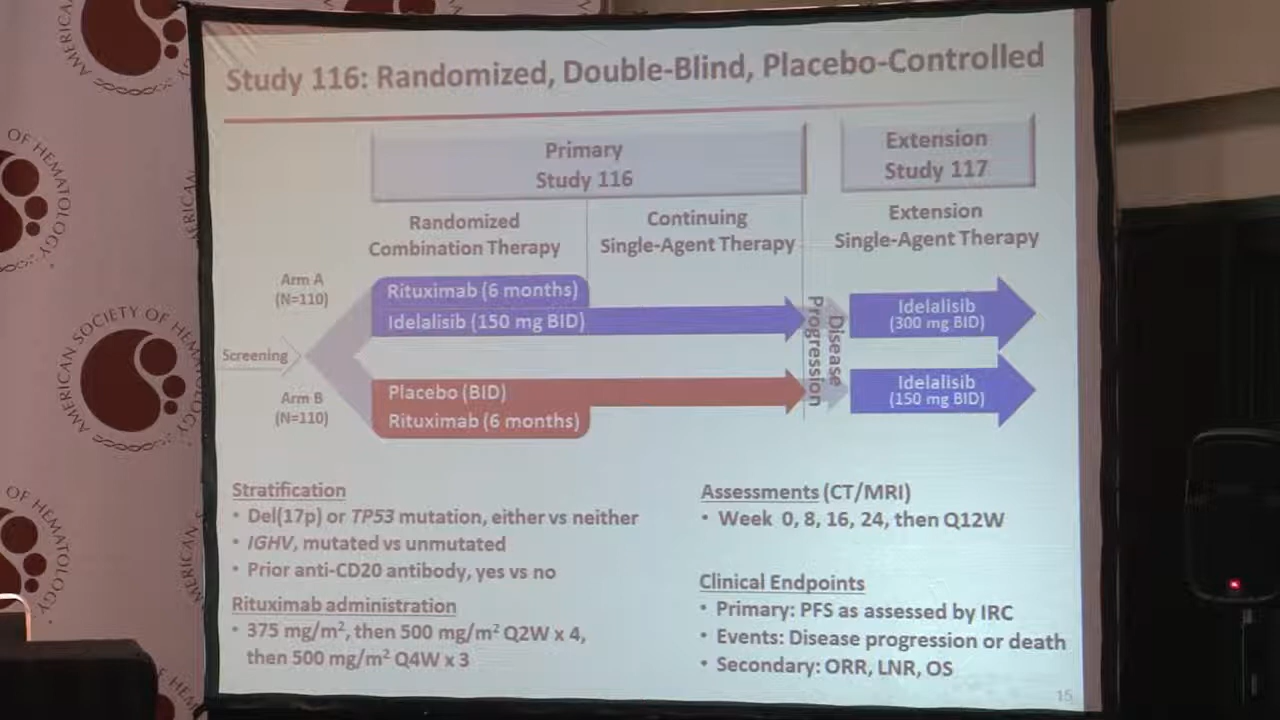 Study 116: Randomized, Double-Blind, Placebo-Controlled
Primary
Study 116
Extension
Study 117
Randomized
Combination Therapy
Continuing
Single-Agent Therapy
Extension
Single-Agent Therapy
Arm A
(N=110)
Rituximab (6 months)
Idelalisib (150 mg BID)
Screening
Arm B
(N=110)
Placebo (BID)
Rituximab (6 months)
Disease
Progression
Idelalisib
(300 mg BID)
Idelalisib
(150 mg BID)
Stratification
• Del(17p) or TP53 mutation, either vs neither
• IGHV, mutated vs unmutated
• Prior anti-CD20 antibody, yes vs no
Rituximab administration
• 375 mg/m², then 500 mg/m² Q2W x 4,
then 500 mg/m² Q4W x 3
Assessments (CT/MRI)
• Week 0, 8, 16, 24, then Q12W
Clinical Endpoints
• Primary: PFS as assessed by IRC
• Events: Disease progression or death
• Secondary: ORR, LNR, OS
15
AMERICAN
OF HEMATOLOGY
AMERICAN SOCIETY OF HEMATOLOGY
OF HEMATOLOGY